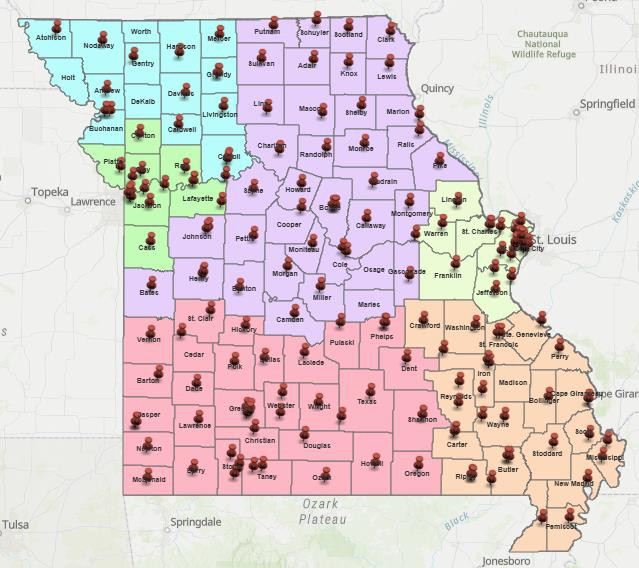 Atchison
Nodaway
Worth
Harrison
Mercer
Putnam
Schuyler
Scotland
Clark
Chautauqua
National
Wildlife Refuge
Illinoi
Holt
Gentry
Grundy
Sullivan
Adair
Knox
Lewis
Andrew
DeKalb
Daviess
Livingston
Linn
Macon
Shelby
Marion
Quincy
Springfield
Illinois
Buchanan
Clinton
Caldwell
Carroll
Chariton
Randolph
Monroe
Ralls
Pike
Mississippi
Platte
Ray
Topeka
Lawrence
Jackson
Lafayette
Saline
Howard
Audrain
Lincoln
Kaskaskia
Johnson
Pettis
Cooper
Boone
Callaway
Montgomery
Warren
St. Charles
St. Louis
City
Cass
Moniteau
Cole
Osage
Gasconade
Franklin
Jefferson
Bates
Henry
Benton
Morgan
Miller
Maries
St. Clair
Camden
Hickory
Pulaski
Phelps
Crawford
Washington
St. Francois
Ste. Genevieve
Perry
Vernon
Cedar
Polk
Dallas
Laclede
Dent
Iron
Madison
Barton
Dade
Greene
Webster
Wright
Texas
Reynolds
Bollinger
Cape Girardeau
ape Girar
Jasper
Lawrence
Christian
Douglas
Shannon
Wayne
Carter
Scott
Newton
Barry
Stone
Taney
Ozark
Howell
Oregon
Ripley
Butler
Stoddard
Mississippi
New Madrid
McDonald
Pemiscot
Tulsa
Springdale
Ozark
Plateau
Black
Jonesboro